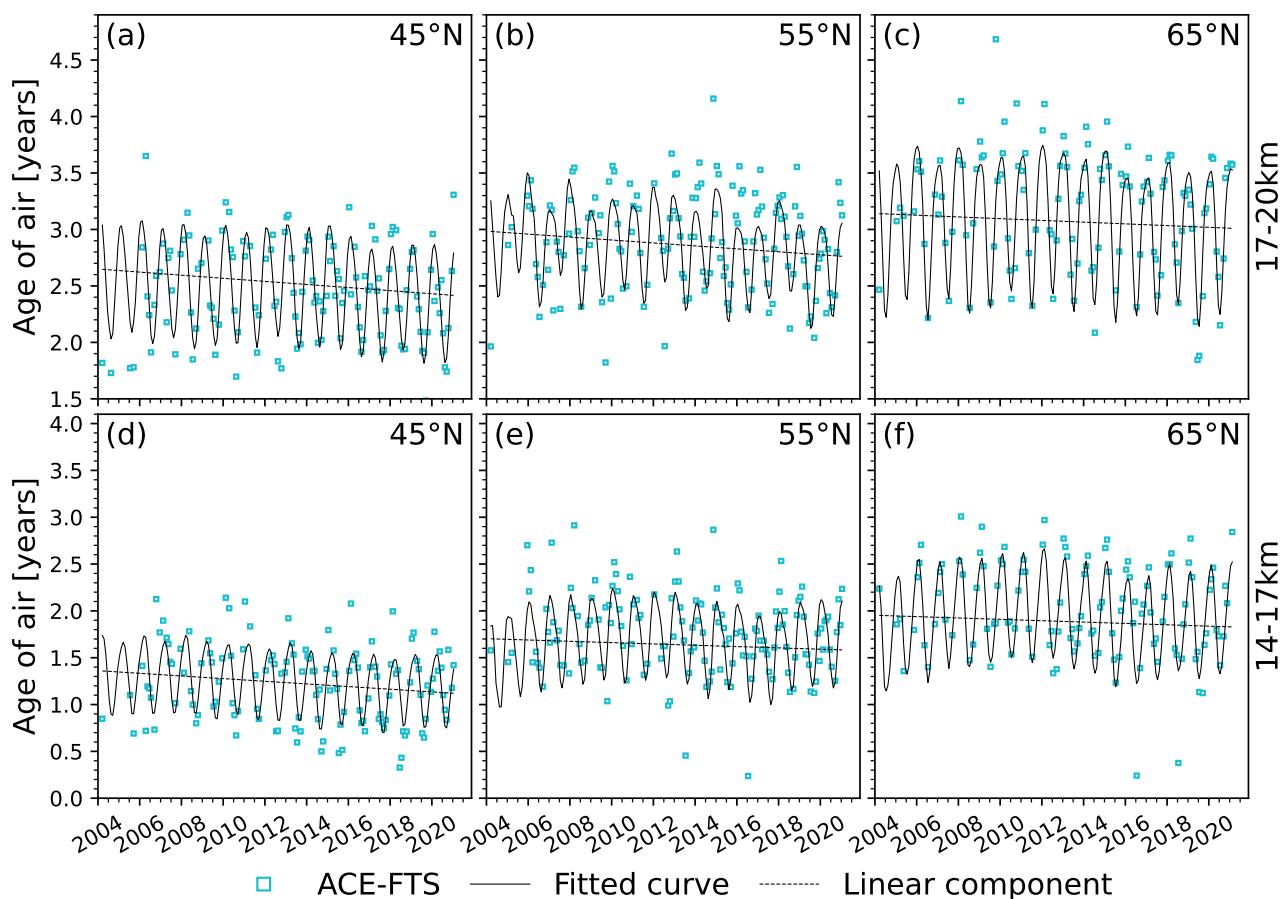 (a) 45°N
(b) 55°N
(c) 65°N
Age of air [years]
4.5
4.0
3.5
3.0
2.5
2.0
1.5
17-20km
(d) 45°N
(e) 55°N
(f) 65°N
Age of air [years]
4.0
3.5
3.0
2.5
2.0
1.5
1.0
0.5
0.0
14-17km
2004 2006 2008 2010 2012 2014 2016 2018 2020
2004 2006 2008 2010 2012 2014 2016 2018 2020
2004 2006 2008 2010 2012 2014 2016 2018 2020
ACE-FTS Fitted curve Linear component